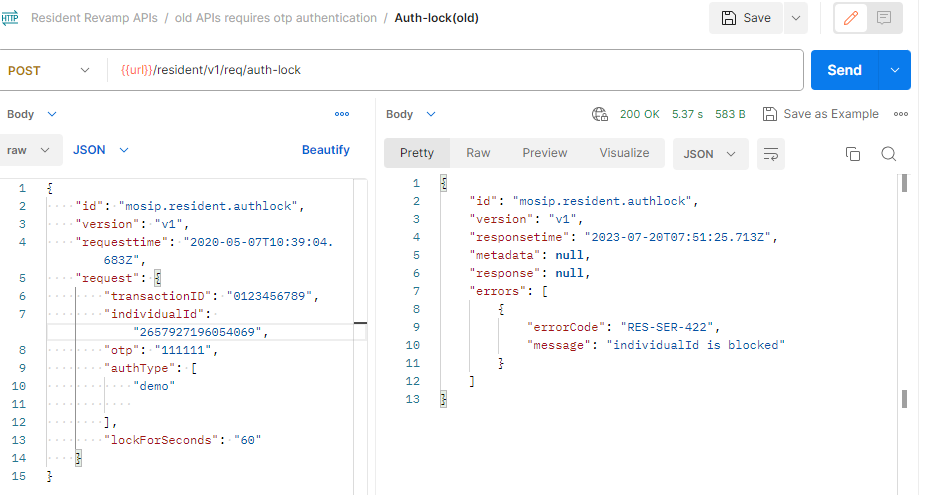 HTTP Resident Revamp APIs / old APIs requires otp authentication / Auth-lock(old) Save
POST {{url}}/resident/v1/req/auth-lock Send
Body
raw JSON Beautify
1 {
2 "id": "mosip.resident.authlock",
3 "version": "v1",
4 "requesttime": "2020-05-07T10:39:04.
683Z",
5 "request": {
6 "transactionID": "0123456789",
7 "individualId":
"2657927196054069",
8 "otp": "111111",
9 "authType": [
10 "demo"
11
12 ],
13 "lockForSeconds": "60"
14 }
15 }
Body 200 OK 5.37 s 583 B Save as Example
Pretty Raw Preview Visualize JSON
1 {
2 "id": "mosip.resident.authlock",
3 "version": "v1",
4 "responsetime": "2023-07-20T07:51:25.713Z",
5 "metadata": null,
6 "response": null,
7 "errors": [
8 {
9 "errorCode": "RES-SER-422",
10 "message": "individualId is blocked"
11 }
12 ]
13 }